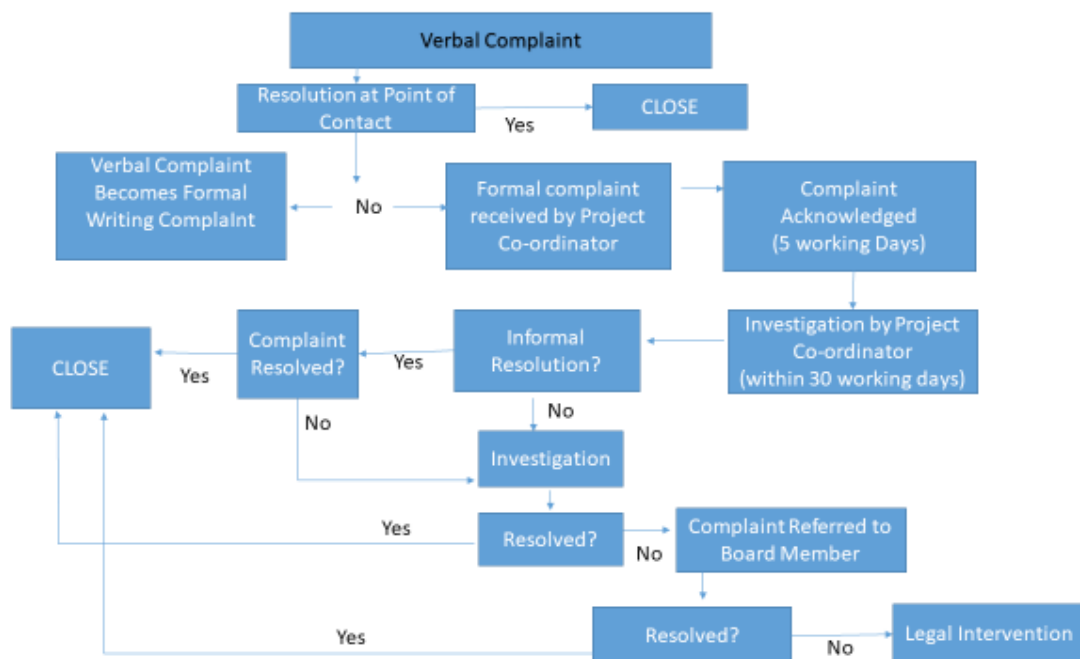 Verbal Complaint
Resolution at Point of
Contact
Yes
CLOSE
Verbal Complaint
Becomes Formal
Writing Complaint
No
Formal complaint
received by Project
Co-ordinator
Complaint
Acknowledged
(5 working Days)
CLOSE
Yes
Complaint
Resolved?
Yes
Informal
Resolution?
Investigation by Project
Co-ordinator
(within 30 working days)
No
No
Investigation
Yes
Resolved?
No
Complaint Referred to
Board Member
Yes
Resolved?
No
Legal Intervention